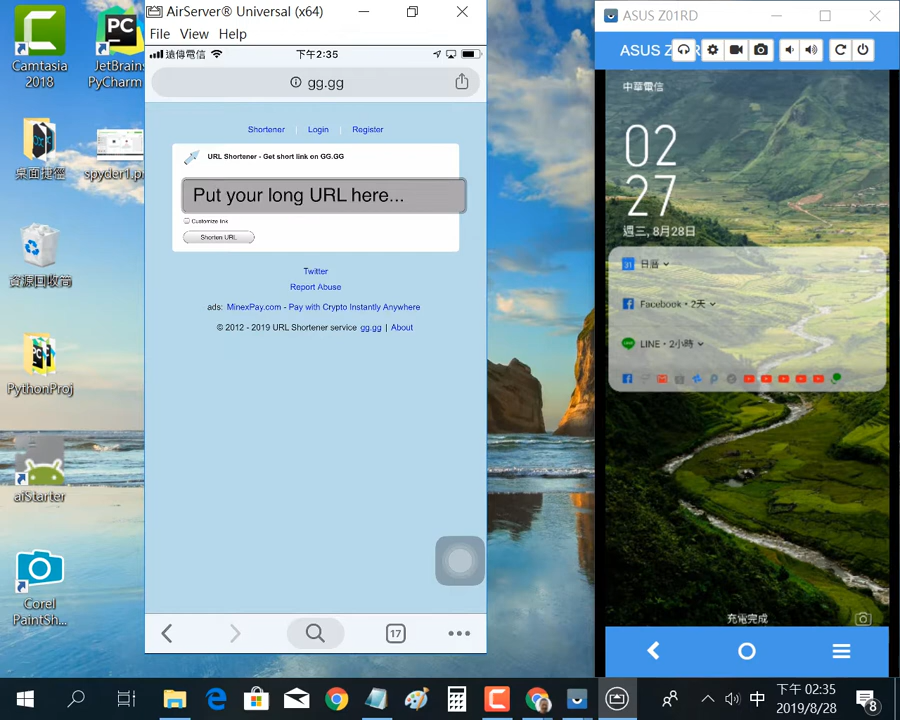 Camtasia
2018
JetBrains
PyCharm
桌面捷徑
spyder1.p
資源回收筒
PythonProj
aiStarter
Corel
PaintSh...
AirServer® Universal (x64)
File View Help
遠傳電信
下午2:35
gg.gg
Shortener | Login | Register
URL Shortener - Get short link on GG.GG
Put your long URL here...
Customize link
Shorten URL
Twitter
Report Abuse
ads: MinexPay.com - Pay with Crypto Instantly Anywhere
© 2012 - 2019 URL Shortener service gg.gg | About
17
ASUS Z01RD
ASUS Z0
中華電信
02
27
週三, 8月28日
31 日曆
Facebook • 2天
LINE • 2小時
充電完成
中
下午 02:35
2019/8/28
8